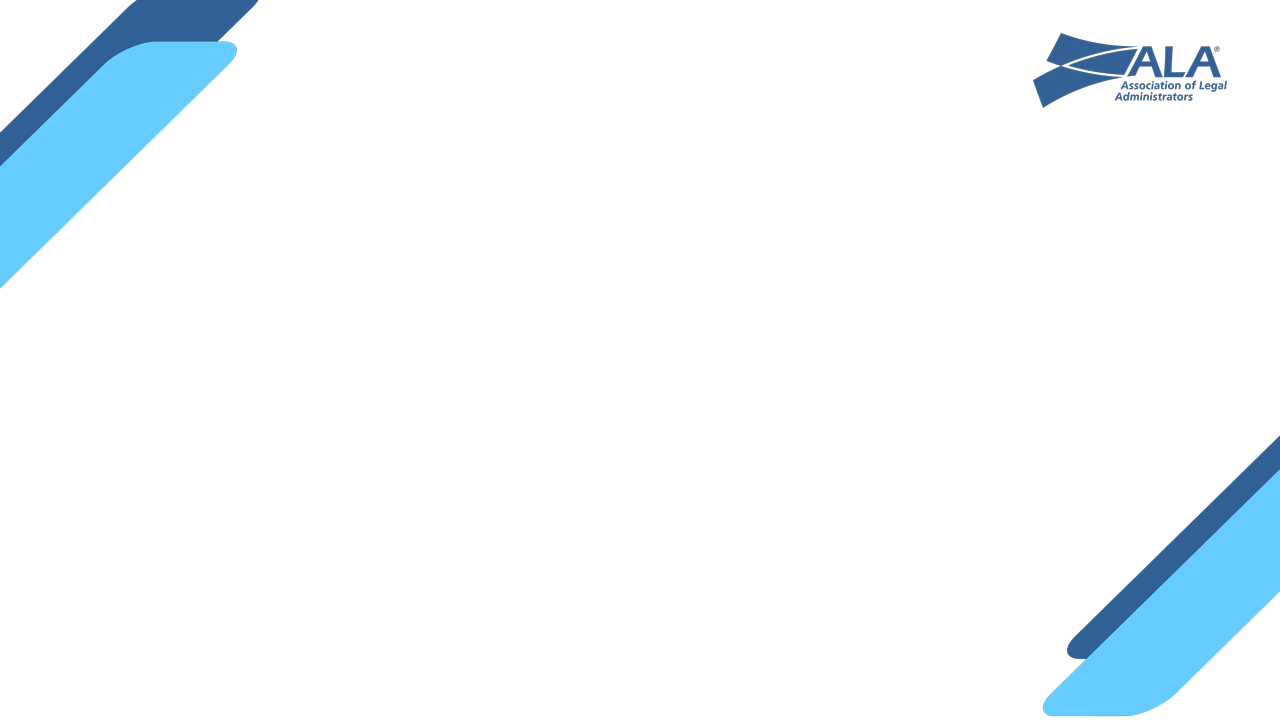 ALA®
Association of Legal
Administrators